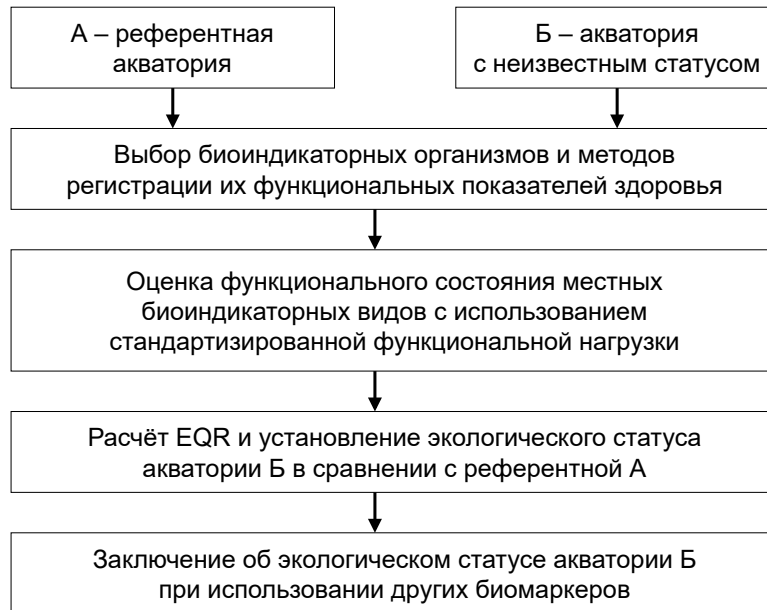 А – референтная
акватория
Б – акватория
с неизвестным статусом
Выбор биоиндикаторных организмов и методов
регистрации их функциональных показателей здоровья
Оценка функционального состояния местных
биоиндикаторных видов с использованием
стандартизированной функциональной нагрузки
Расчёт EQR и установление экологического статуса
акватории Б в сравнении с референтной А
Заключение об экологическом статусе акватории Б
при использовании других биомаркеров